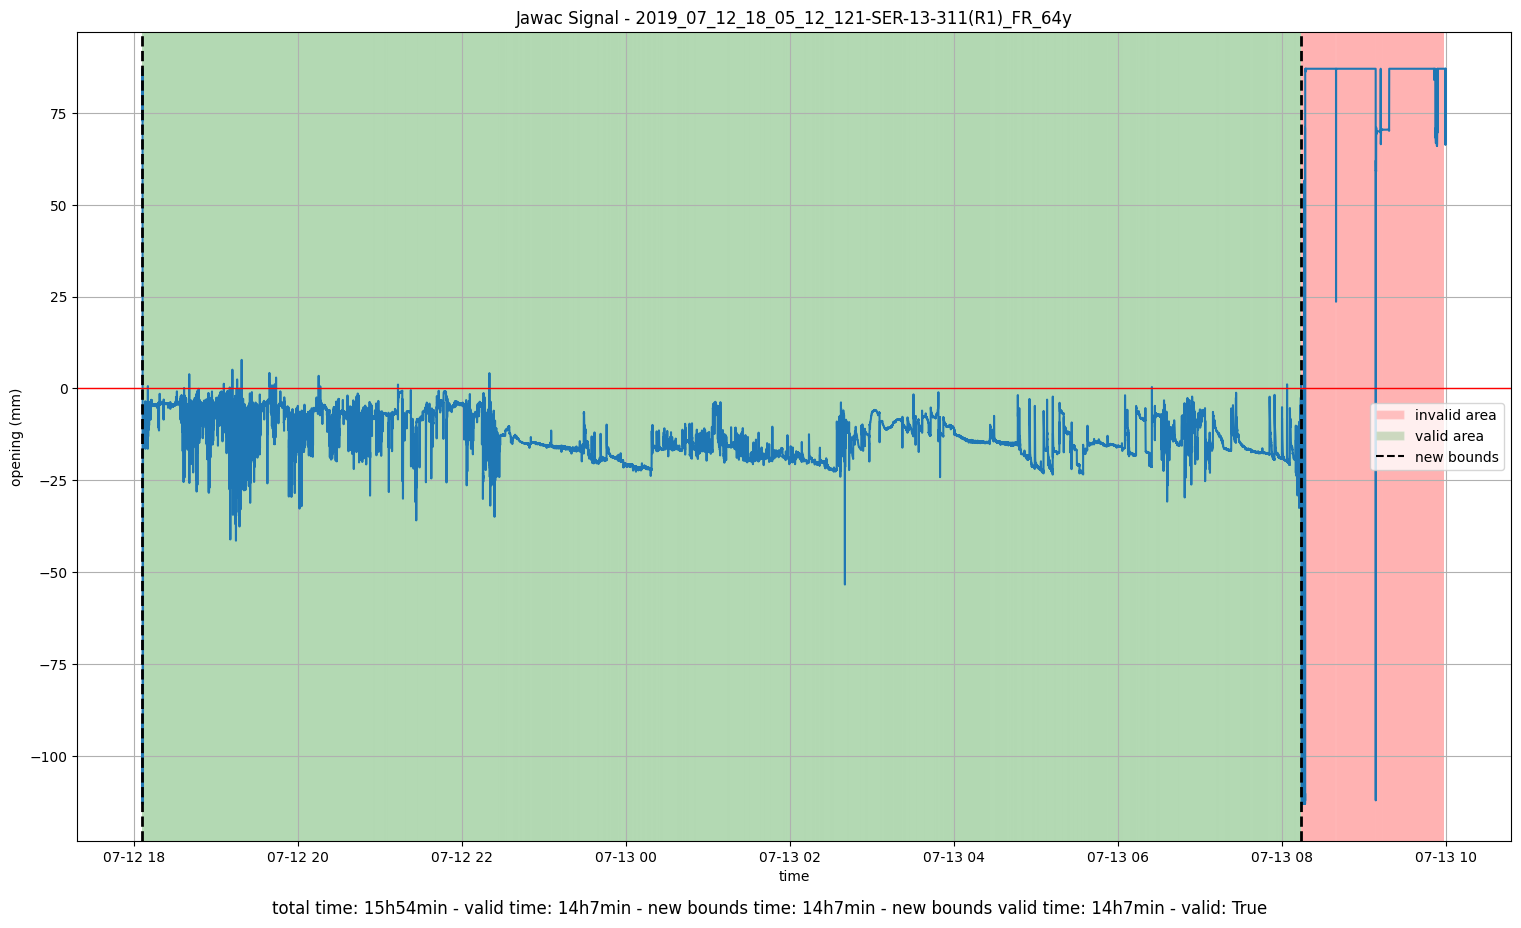 Jawac Signal - 2019_07_12_18_05_12_121-SER-13-311(R1)_FR_64y
opening (mm)
75
50
25
0
−25
−50
−75
−100
invalid area
valid area
new bounds
07-12 18
07-12 20
07-12 22
07-13 00
07-13 02
07-13 04
07-13 06
07-13 08
07-13 10
time
total time: 15h54min - valid time: 14h7min - new bounds time: 14h7min - new bounds valid time: 14h7min - valid: True